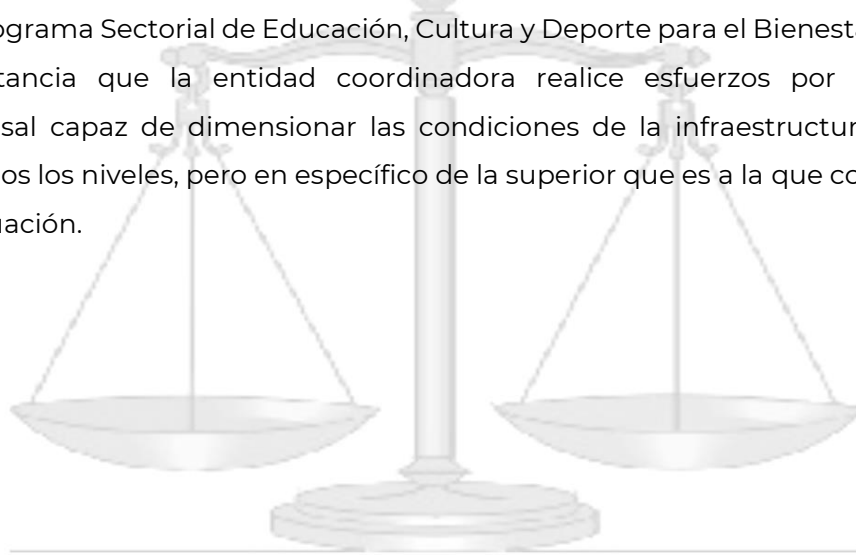 ograma Sectorial de Educación, Cultura y Deporte para el Bienesta
tancia que la entidad coordinadora realice esfuerzos por
sal capaz de dimensionar las condiciones de la infraestructur
os los niveles, pero en específico de la superior que es a la que co
uación.